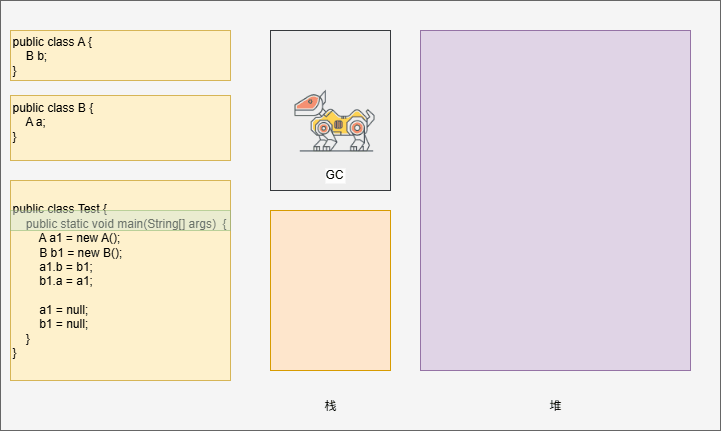 public class A {
    B b;
}
public class B {
    A a;
}
public class Test {
    public static void main(String[] args)  {
        A a1 = new A();
        B b1 = new B();
        a1.b = b1;
        b1.a = a1;

        a1 = null;
        b1 = null;
    }
}
GC
栈
堆